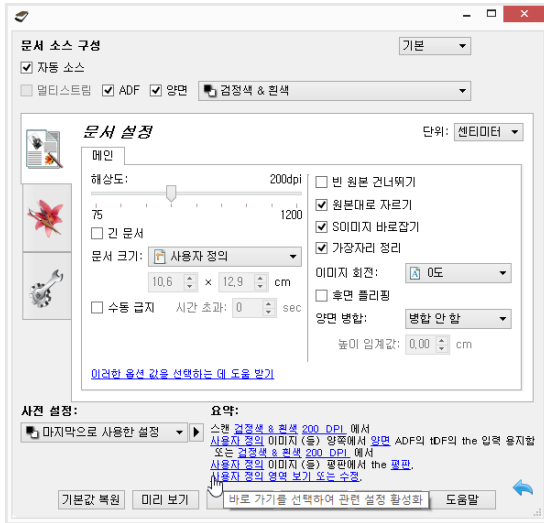 문서 소스 구성
기본
자동 소스
멀티스트림 ADF 양면 검정색 & 흰색
문서 설정
단위: 센티미터
메인
해상도: 200dpi
75 1200
긴 문서
문서 크기: 사용자 정의
10,6 × 12,9 cm
수동 급지 시간 초과: 0 sec
이러한 옵션 값을 선택하는 데 도움 받기
빈 원본 건너뛰기
원본대로 자르기
이미지 바로잡기
가장자리 정리
이미지 회전: 0도
후면 플리핑
양면 병합: 병합 안 함
높이 임계값: 0,00 cm
사전 설정:
마지막으로 사용한 설정
요약:
스캔 검정색 & 흰색 200 DPI 에서
사용자 정의 이미지 (등) 양쪽에서 양면 ADF의 의 the 입력 용지함
또는 검정색 & 흰색 200 DPI 에서
사용자 정의 이미지 (등) 평판에서 the 평판.
사용자 정의 영역 보기 또는 수정.
기본값 복원 미리 보기
바로 가기를 선택하여 관련 설정 활성화
도움말